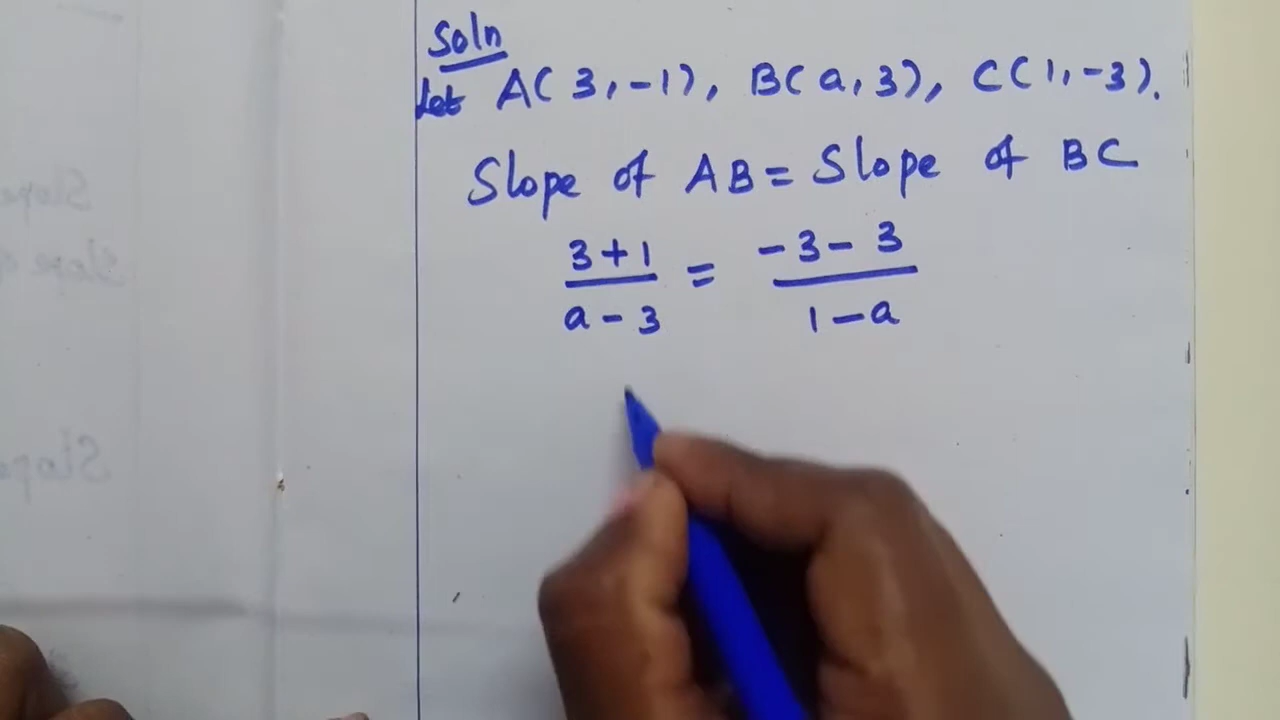 Soln
Let A(3,-1), B(a,3), C(1,-3).
Slope of AB = Slope of BC
3+1 / a-3 = -3-3 / 1-a